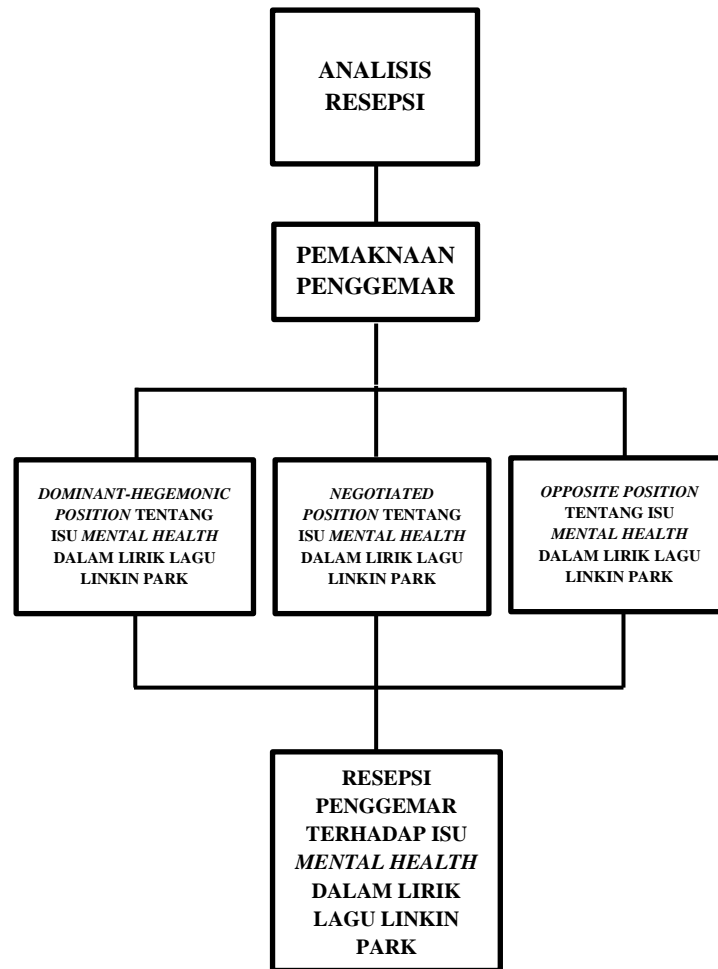 ANALISIS
RESEPSI
PEMAKNAAN
PENGGEMAR
DOMINANT-HEGEMONIC
POSITION TENTANG
ISU MENTAL HEALTH
DALAM LIRIK LAGU
LINKIN PARK
NEGOTIATED
POSITION TENTANG
ISU MENTAL HEALTH
DALAM LIRIK LAGU
LINKIN PARK
OPPOSITE POSITION
TENTANG ISU
MENTAL HEALTH
DALAM LIRIK LAGU
LINKIN PARK
RESEPSI
PENGGEMAR
TERHADAP ISU
MENTAL HEALTH
DALAM LIRIK
LAGU LINKIN
PARK